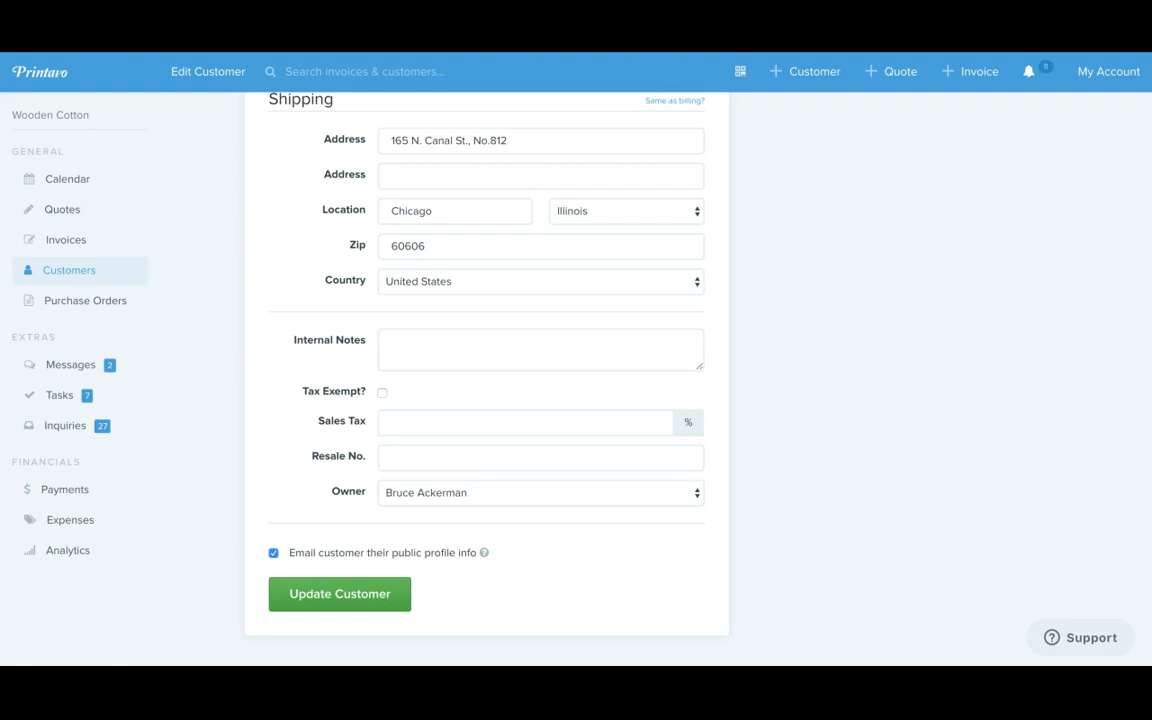 Printavo
Edit Customer
Search invoices & customers...
Customer
Quote
Invoice
8
My Account
Wooden Cotton
GENERAL
Calendar
Quotes
Invoices
Customers
Purchase Orders
EXTRAS
Messages 2
Tasks 7
Inquiries 27
FINANCIALS
$ Payments
Expenses
Analytics
Shipping
Same as billing?
Address 165 N. Canal St., No.812
Address
Location Chicago Illinois
Zip 60606
Country United States
Internal Notes
Tax Exempt?
Sales Tax %
Resale No.
Owner Bruce Ackerman
Email customer their public profile info ?
Update Customer
? Support